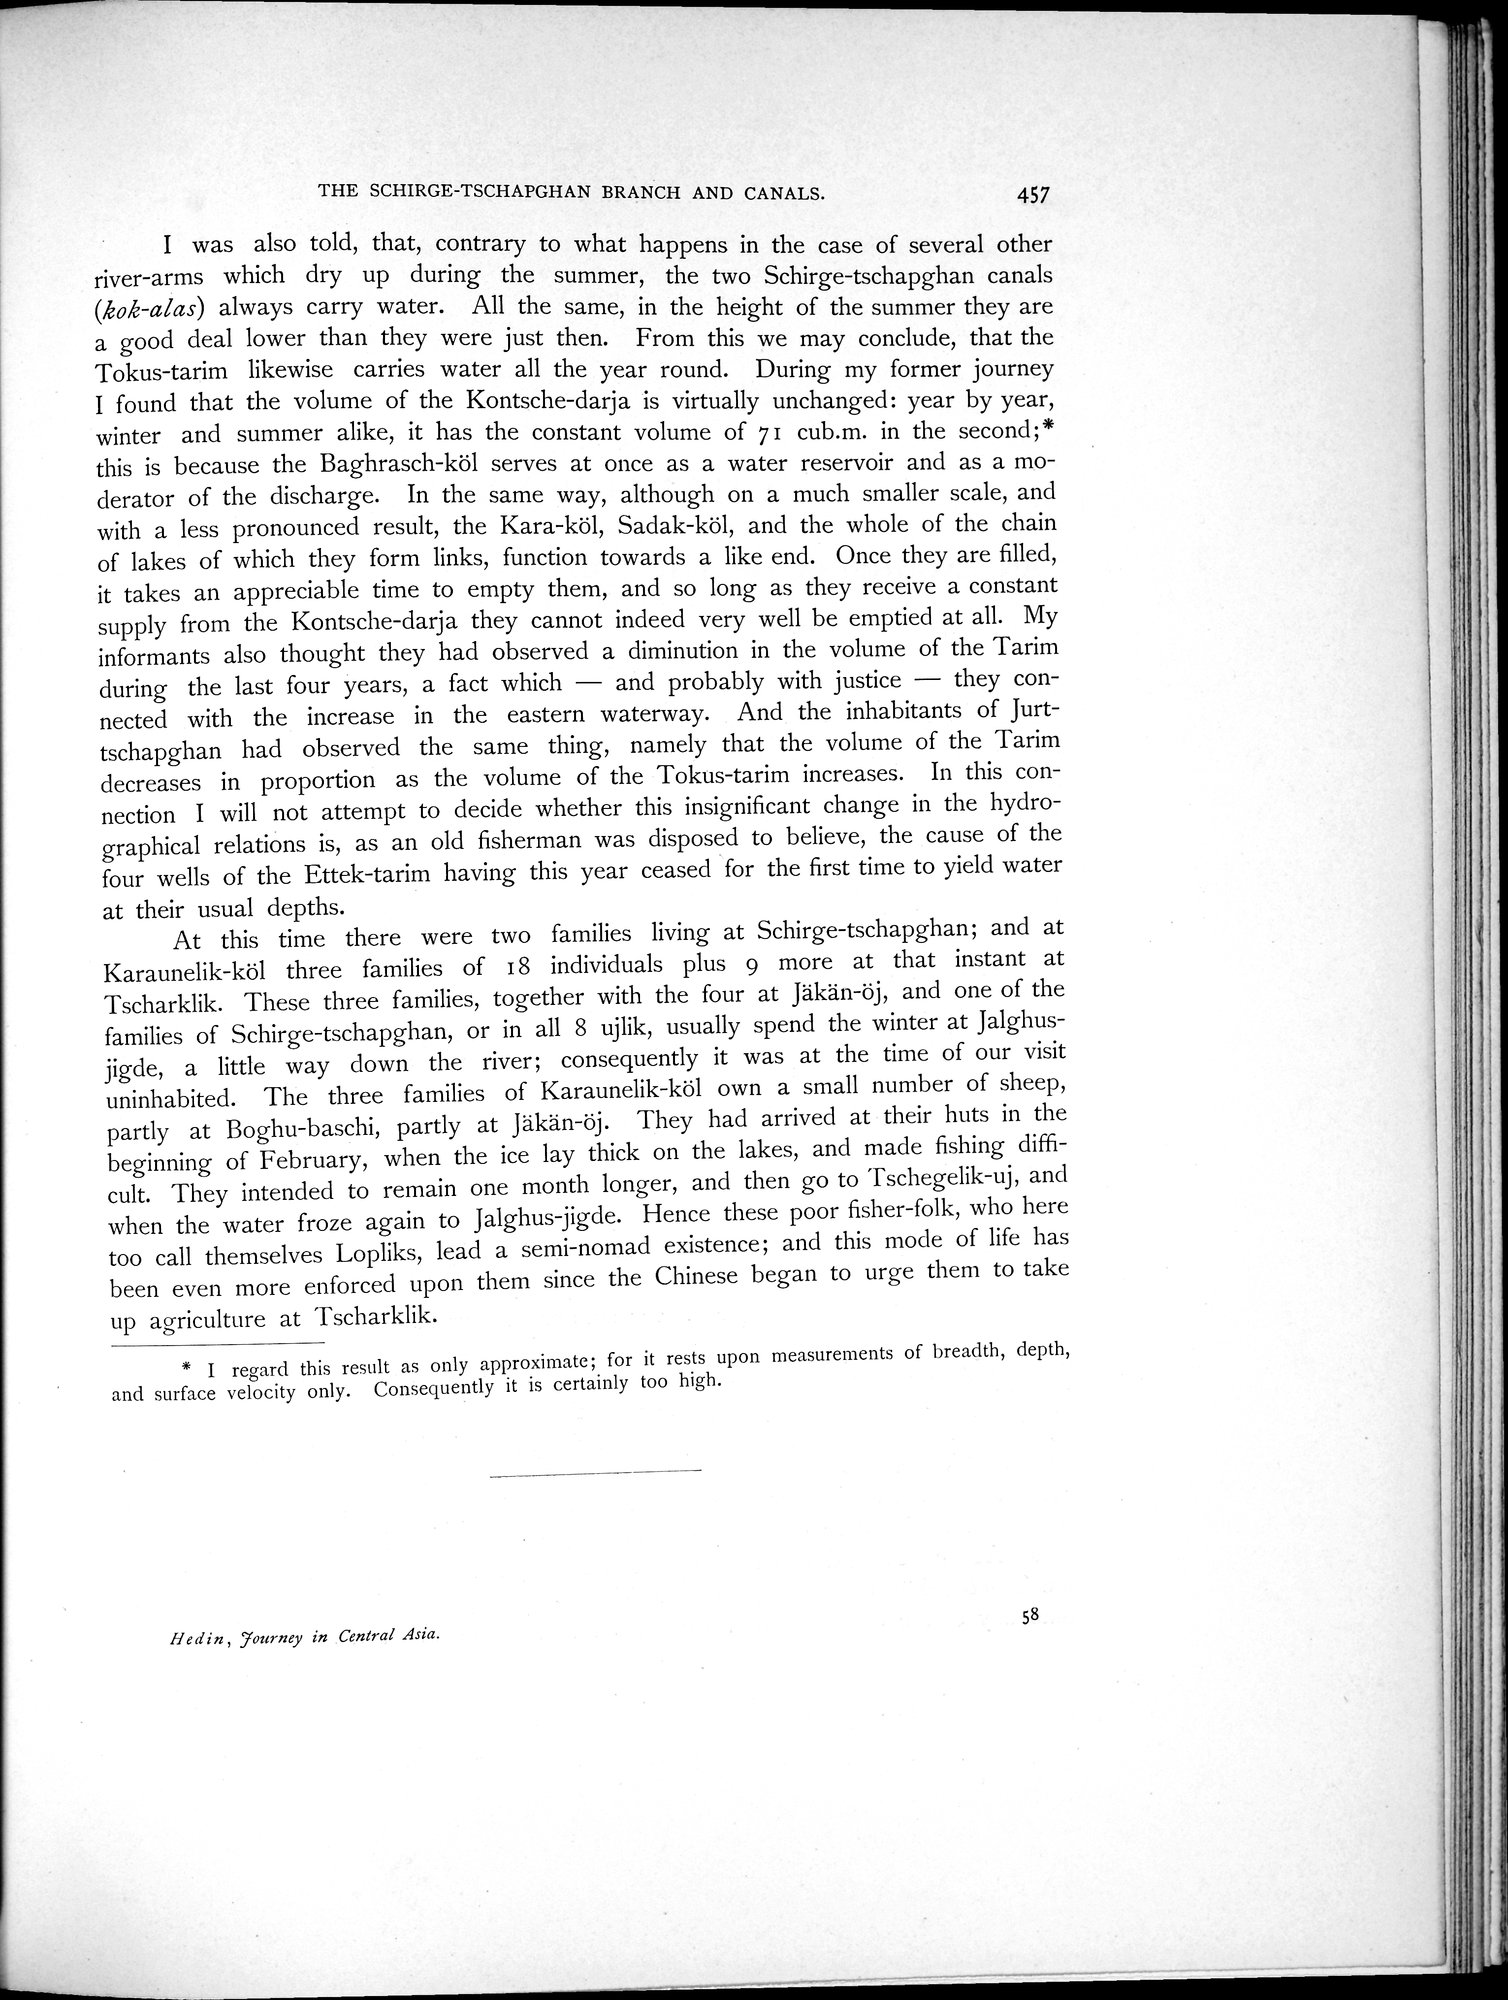 THE SCHIRGE-TSCHAPGHAN BRANCH AND CANALS. 457
I was also told, that, contrary to what happens in the case of several other
river-arms which dry up during the summer, the two Schirge-tschapghan canals
(kok-alas) always carry water. All the same, in the height of the summer they are
a good deal lower than they were just then. From this we may conclude, that the
Tokus-tarim likewise carries water all the year round. During my former journey
I found that the volume of the Kontsche-darja is virtually unchanged: year by year,
winter and summer alike, it has the constant volume of 71 cub.m. in the second;*
this is because the Baghrasch-köl serves at once as a water reservoir and as a mo-
derator of the discharge. In the same way, although on a much smaller scale, and
with a less pronounced result, the Kara-köl, Sadak-köl, and the whole of the chain
of lakes of which they form links, function towards a like end. Once they are filled,
it takes an appreciable time to empty them, and so long as they receive a constant
supply from the Kontsche-darja they cannot indeed very well be emptied at all. My
informants also thought they had observed a diminution in the volume of the Tarim
during the last four years, a fact which — and probably with justice — they con-
nected with the increase in the eastern waterway. And the inhabitants of Jurt-
tschapghan had observed the same thing, namely that the volume of the Tarim
decreases in proportion as the volume of the Tokus-tarim increases. In this con-
nection I will not attempt to decide whether this insignificant change in the hydro-
graphical relations is, as an old fisherman was disposed to believe, the cause of the
four wells of the Ettek-tarim having this year ceased for the first time to yield water
at their usual depths.
At this time there were two families living at Schirge-tschapghan; and at
Karaunelik-köl three families of 18 individuals plus 9 more at that instant at
Tscharklik. These three families, together with the four at Jäkän-öj, and one of the
families of Schirge-tschapghan, or in all 8 ujlik, usually spend the winter at Jalghus-
jigde, a little way down the river; consequently it was at the time of our visit
uninhabited. The three families of Karaunelik-köl own a small number of sheep,
partly at Boghu-baschi, partly at Jäkän-öj. They had arrived at their huts in the
beginning of February, when the ice lay thick on the lakes, and made fishing diffi-
cult. They intended to remain one month longer, and then go to Tschegelik-uj, and
when the water froze again to Jalghus-jigde. Hence these poor fisher-folk, who here
too call themselves Lopliks, lead a semi-nomad existence; and this mode of life has
been even more enforced upon them since the Chinese began to urge them to take
up agriculture at Tscharklik.
* I regard this result as only approximate; for it rests upon measurements of breadth, depth,
and surface velocity only. Consequently it is certainly too high.
Hedin, Journey in Central Asia. 58